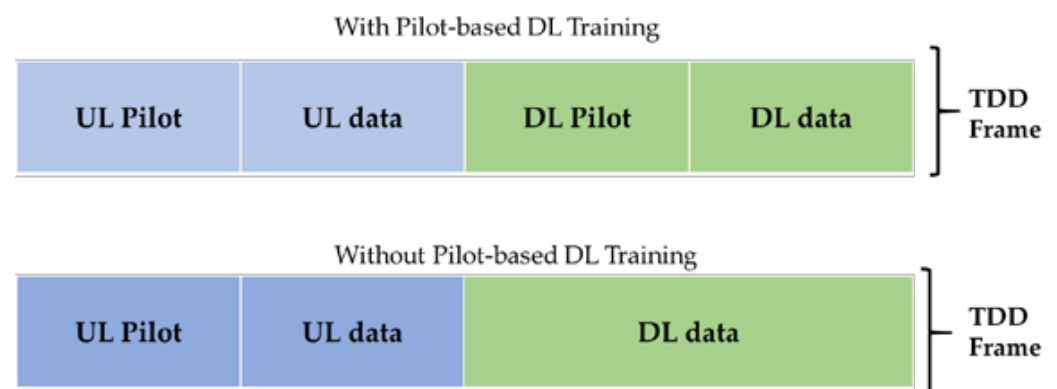 With Pilot-based DL Training
UL Pilot
UL data
DL Pilot
DL data
TDD
Frame
Without Pilot-based DL Training
UL Pilot
UL data
DL data
TDD
Frame